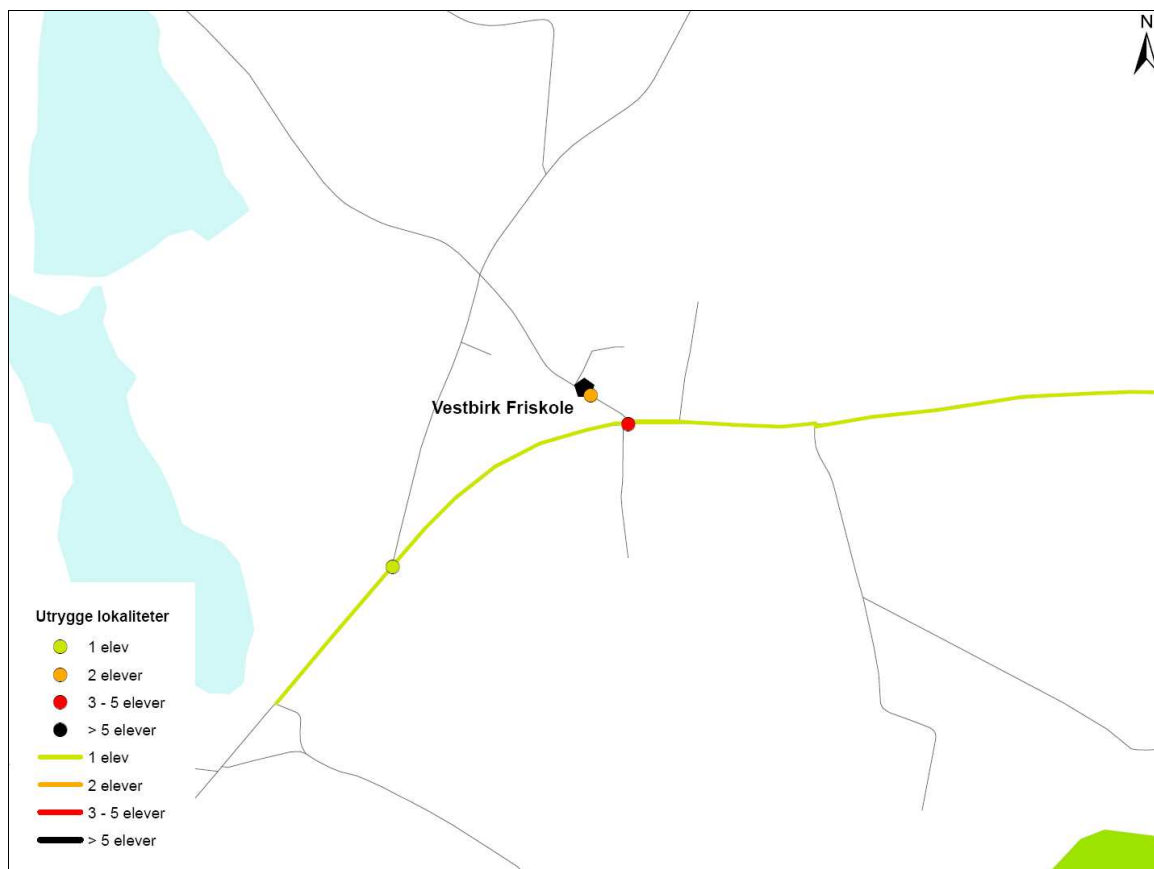 N
Vestbirk Friskole
Utrygge lokaliteter
1 elev
2 elever
3 - 5 elever
> 5 elever
1 elev
2 elever
3 - 5 elever
> 5 elever